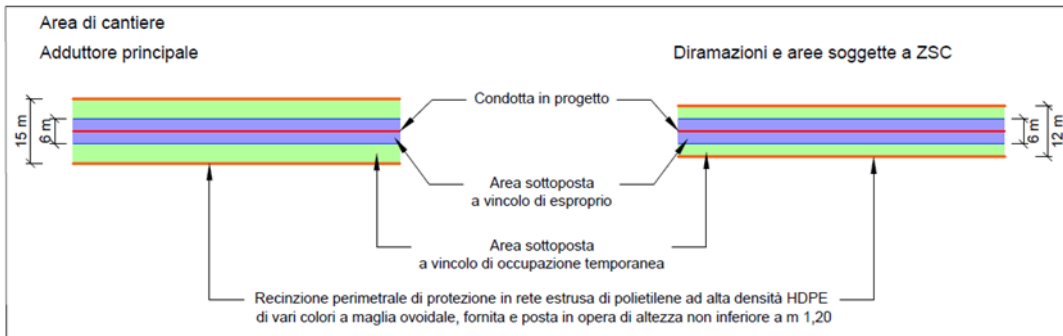 Area di cantiere
Adduttore principale
Diramazioni e aree soggette a ZSC
Condotta in progetto
15 m
6 m
6 m
12 m
Area sottoposta
a vincolo di esproprio
Area sottoposta
a vincolo di occupazione temporanea
Recinzione perimetrale di protezione in rete estrusa di polietilene ad alta densità HDPE
di vari colori a maglia ovoidale, fornita e posta in opera di altezza non inferiore a m 1,20